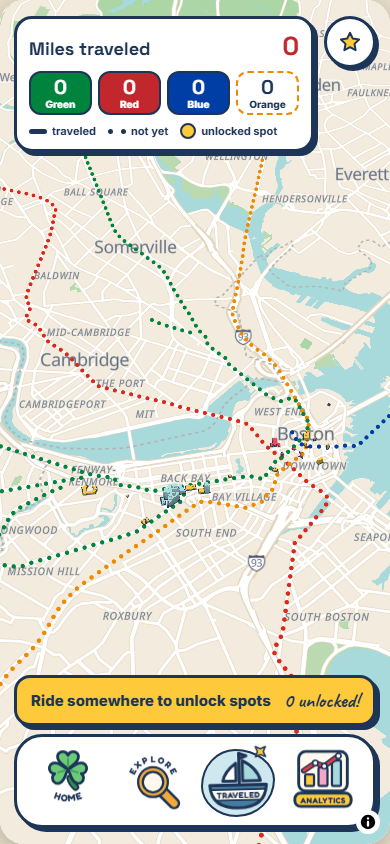 Miles traveled 0
0 Green
0 Red
0 Blue
0 Orange
traveled not yet unlocked spot
WELLINGTON
Everett
BALL SQUARE
HENDERSONVILLE
Somerville
BALDWIN
93
MID-CAMBRIDGE
Cambridge
THE PORT
CAMBRIDGEPORT
MIT
WEST END
Boston
DOWNTOWN
FENWAY-
KENMORE
BACK BAY
BAY VILLAGE
SOUTH END
MISSION HILL
93
ROXBURY
SOUTH BOSTON
Ride somewhere to unlock spots 0 unlocked!
HOME
EXPLORE
TRAVELED
ANALYTICS